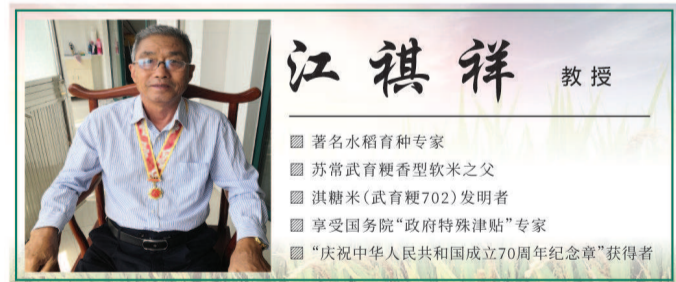 江祺祥 教授
著名水稻育种专家
苏常武育粳香型软米之父
淇糖米(武育粳702)发明者
享受国务院“政府特殊津贴”专家
“庆祝中华人民共和国成立70周年纪念章”获得者